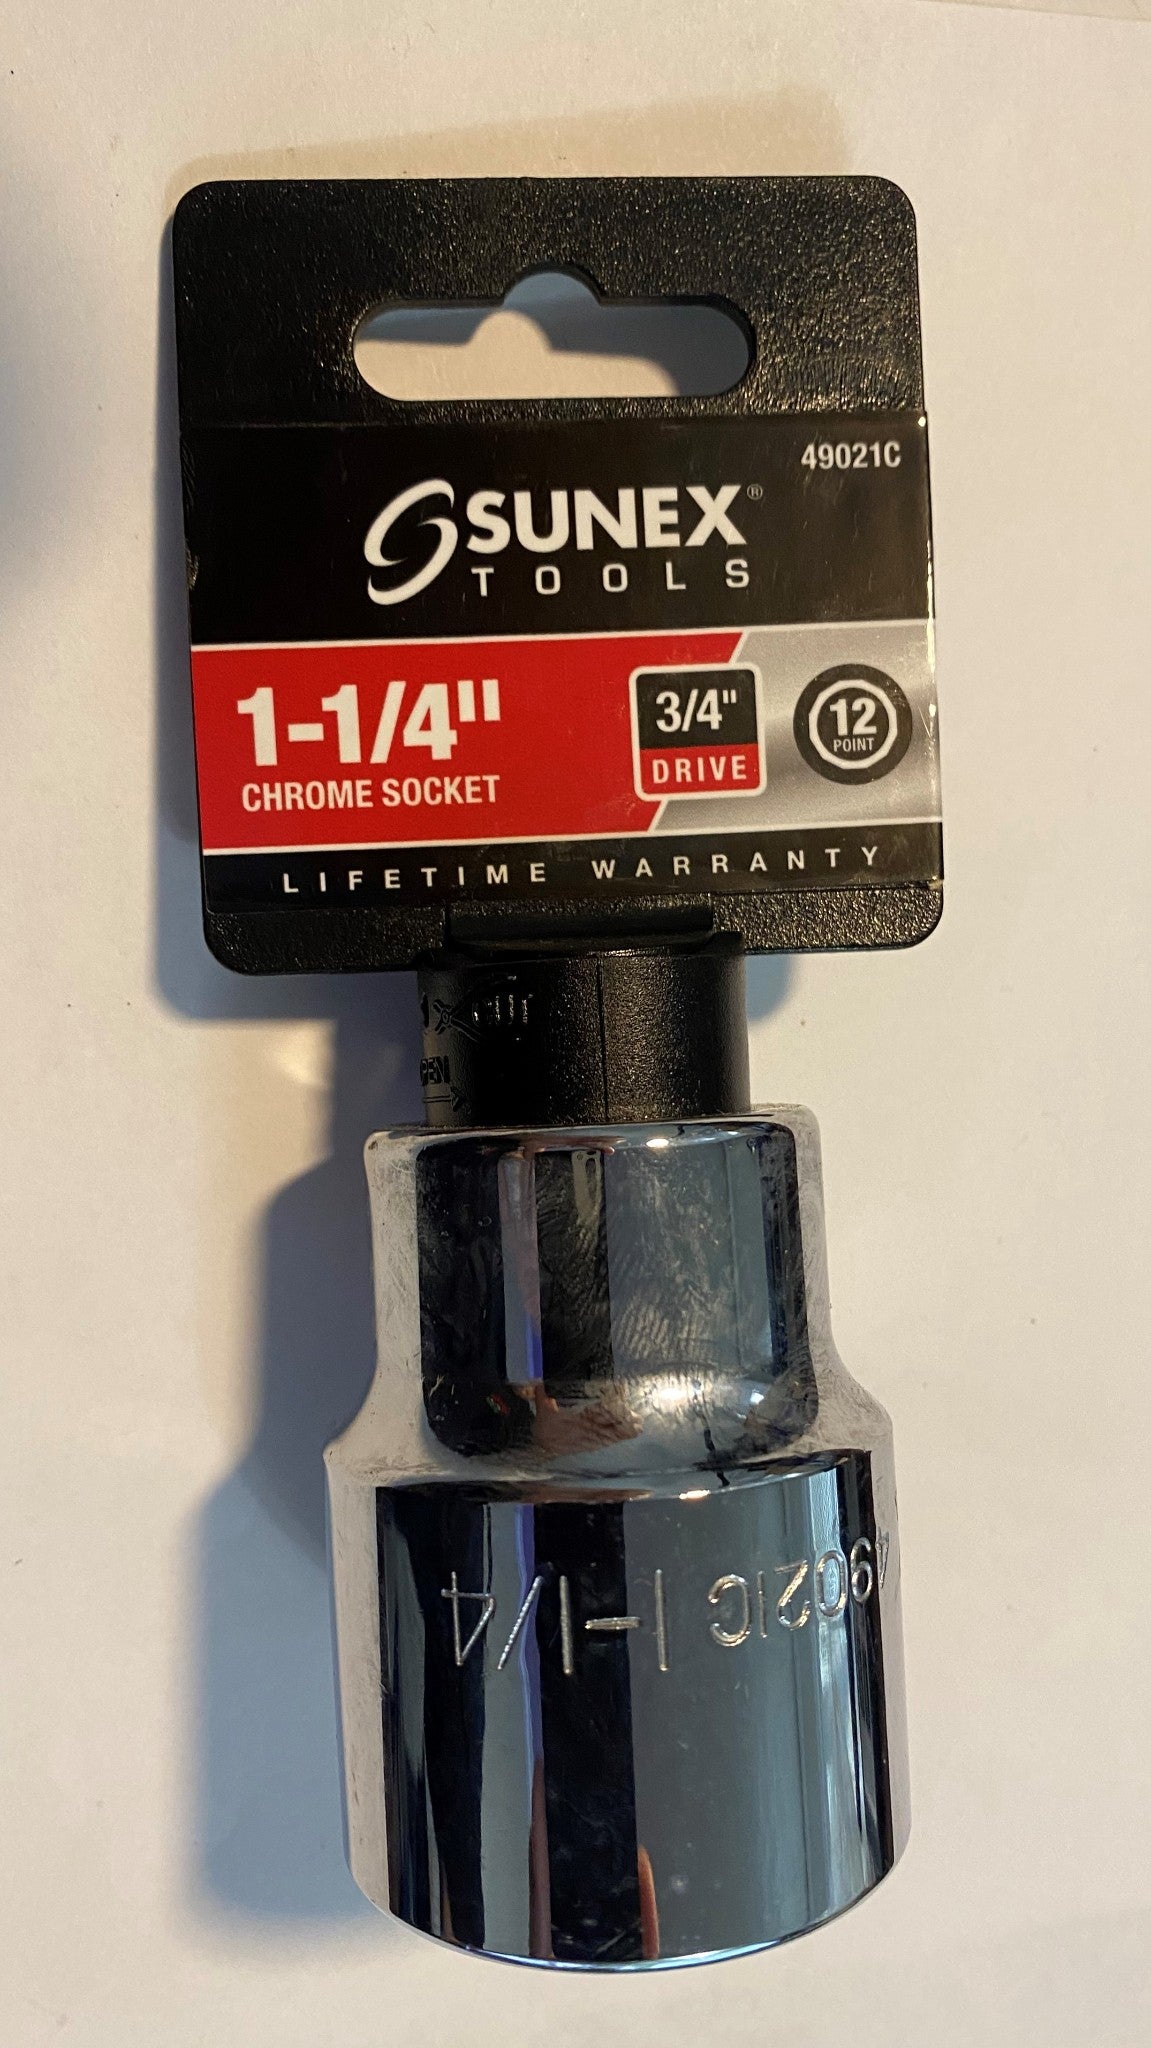 49021C
SUNEX®
TOOLS
1-1/4"
CHROME SOCKET
3/4"
DRIVE
12
POINT
LIFETIME WARRANTY
CUT
49021C 1-1/4